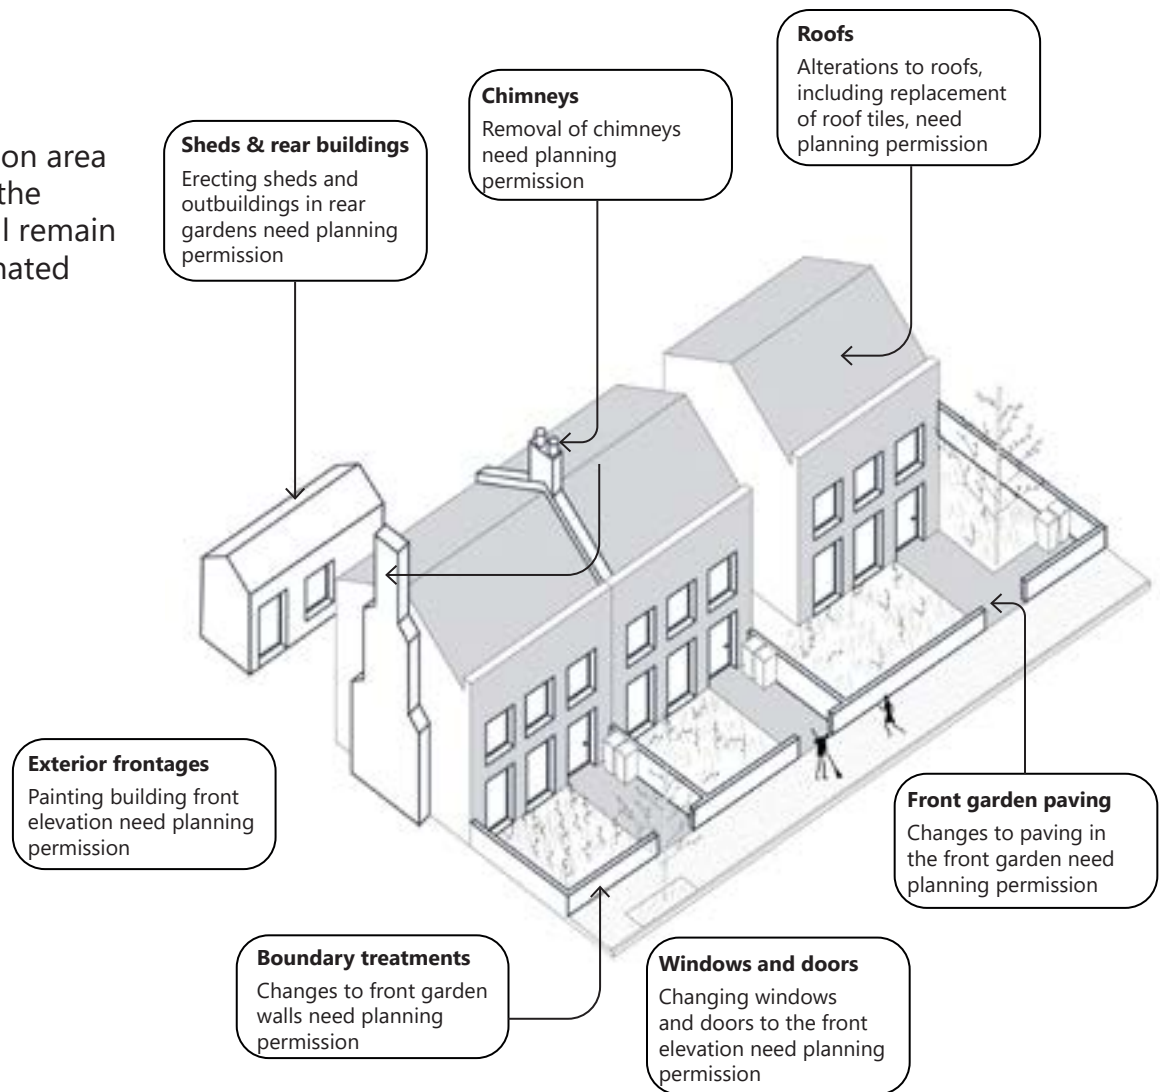 on area
the
l remain
nated
Sheds & rear buildings
Erecting sheds and
outbuildings in rear
gardens need planning
permission
Chimneys
Removal of chimneys
need planning
permission
Roofs
Alterations to roofs,
including replacement
of roof tiles, need
planning permission
Exterior frontages
Painting building front
elevation need planning
permission
Front garden paving
Changes to paving in
the front garden need
planning permission
Boundary treatments
Changes to front garden
walls need planning
permission
Windows and doors
Changing windows
and doors to the front
elevation need planning
permission